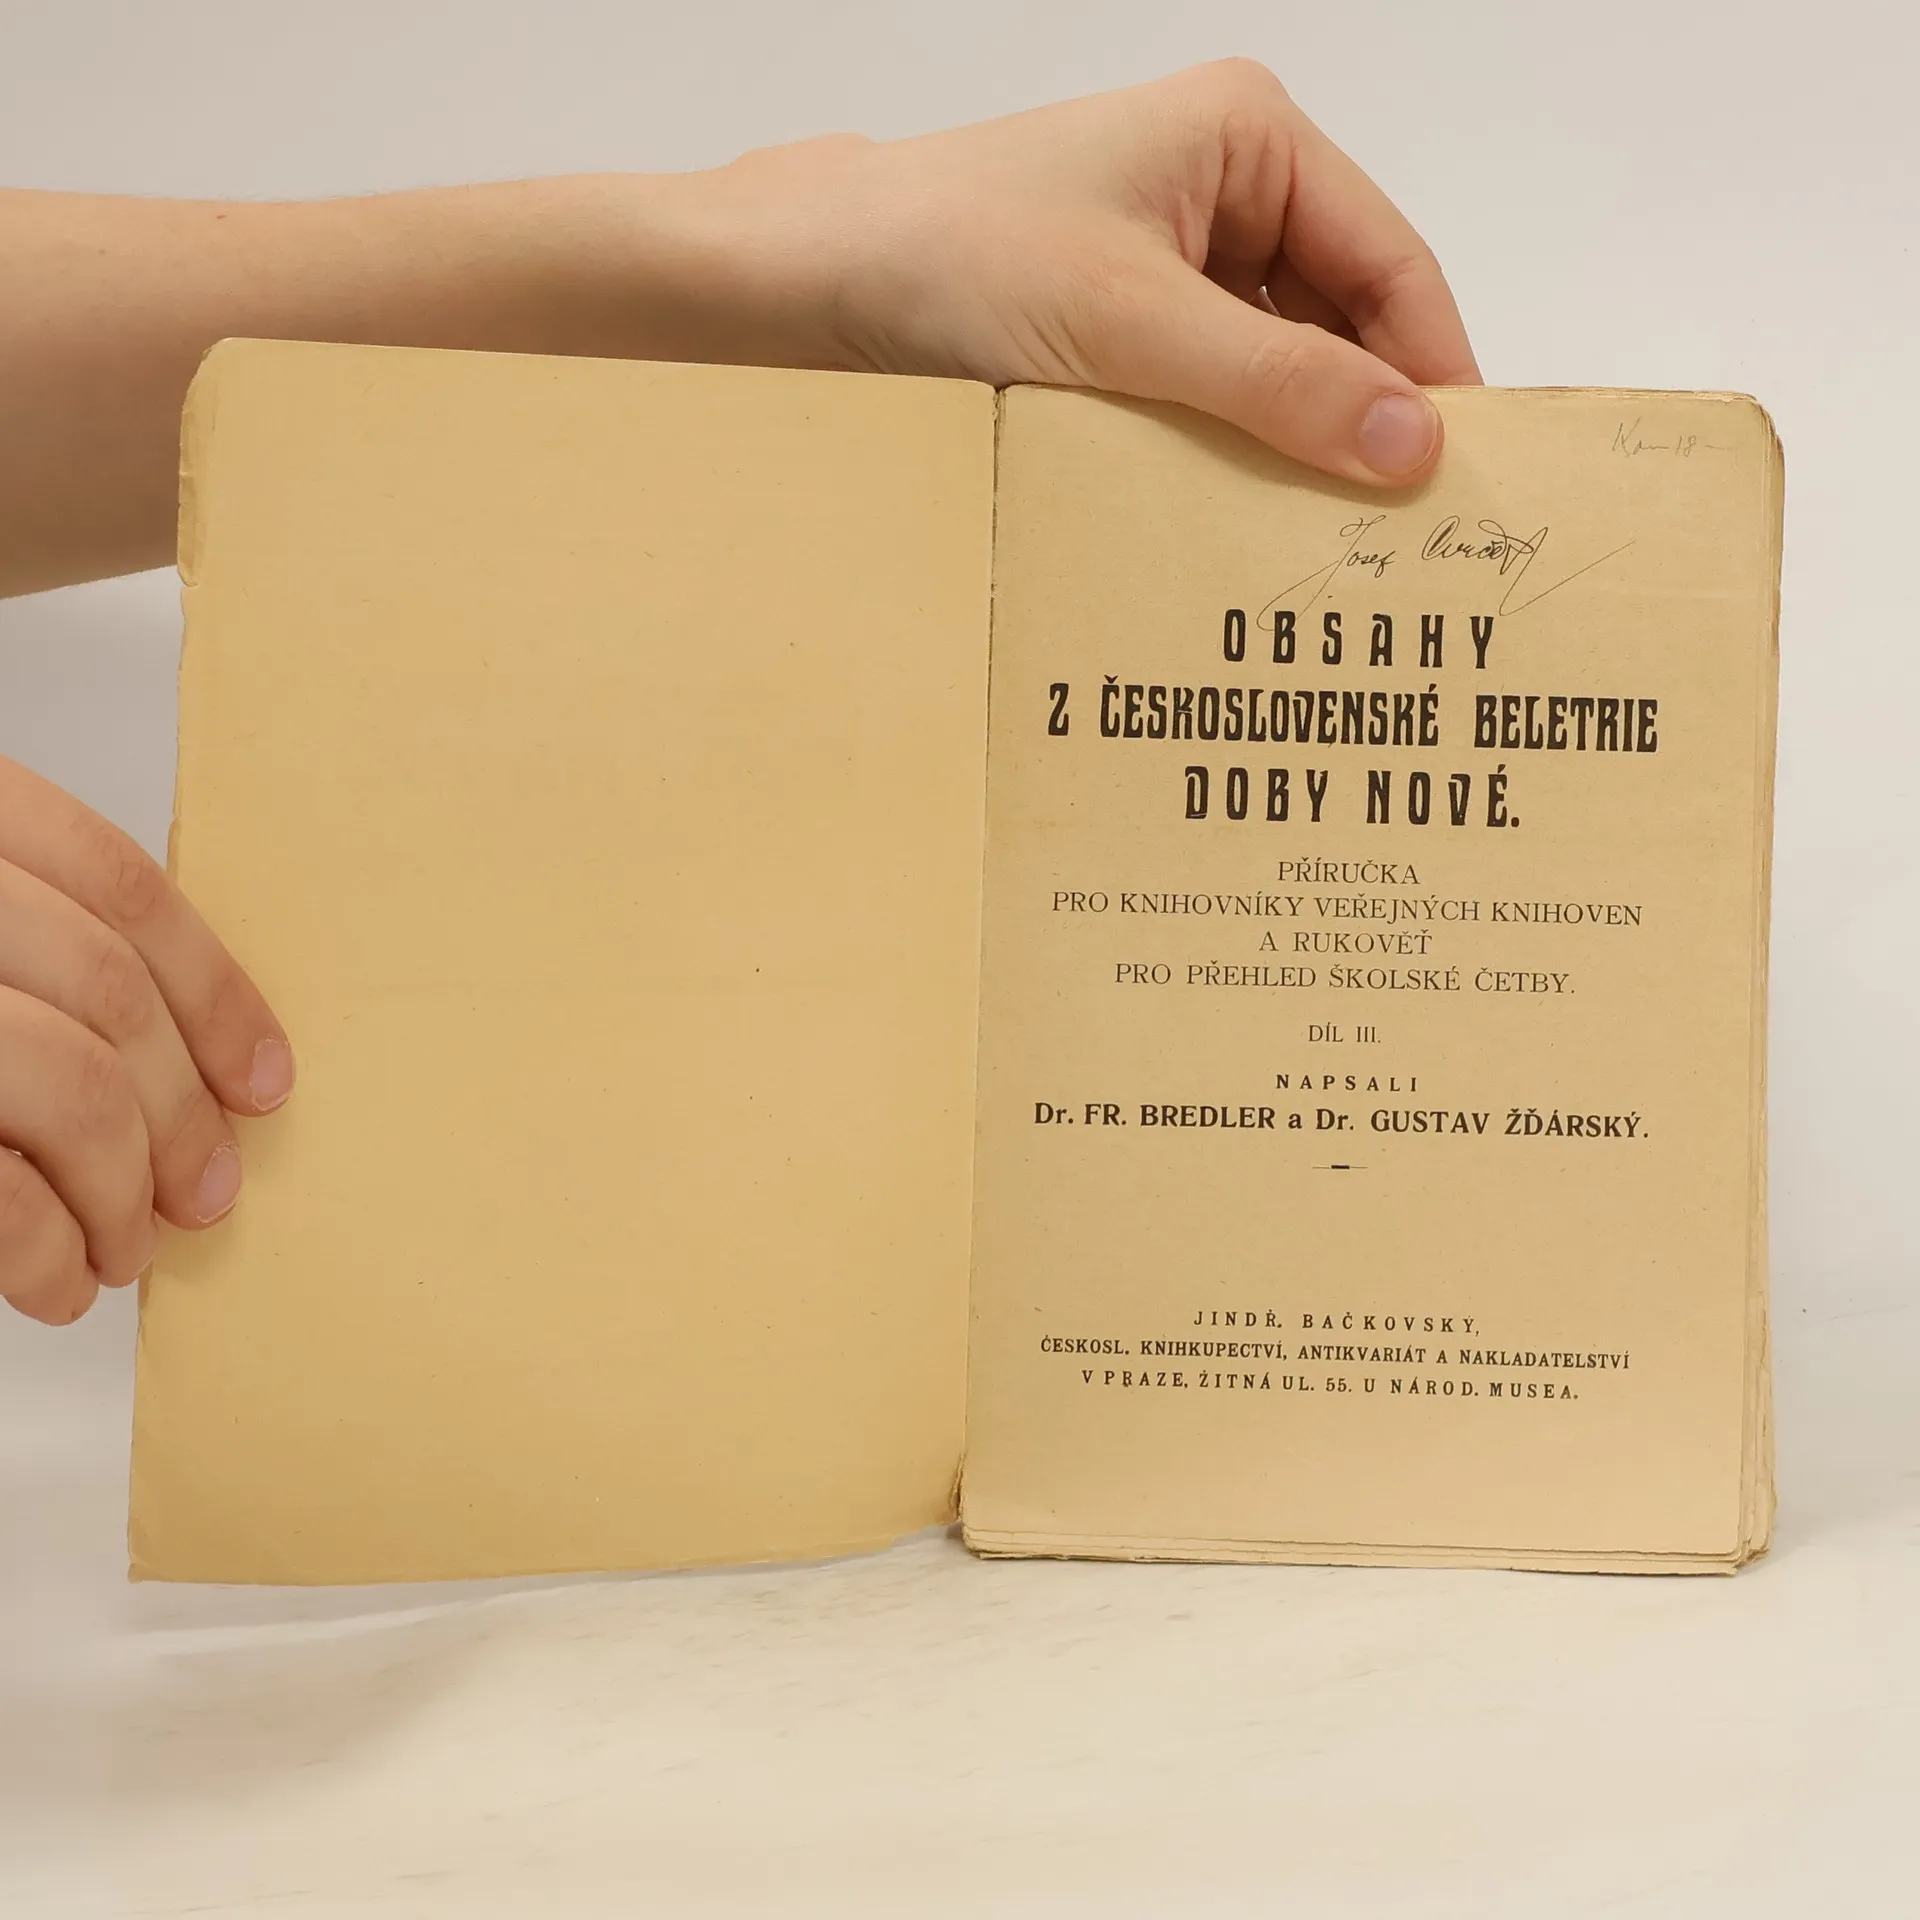 Josef
OBSAHY
Z ČESKOSLOVENSKÉ BELETRIE
DOBY NOVÉ.
PŘÍRUČKA
PRO KNIHOVNÍKY VEŘEJNÝCH KNIHOVEN
A RUKOVĚŤ
PRO PŘEHLED ŠKOLSKÉ ČETBY.
DÍL III.
NAPSALI
Dr. FR. BREDLER a Dr. GUSTAV ŽĎÁRSKÝ.
JINDŘ. BAČKOVSKÝ,
ČESKOSL. KNIHKUPECTVÍ, ANTIKVARIÁT A NAKLADATELSTVÍ
V PRAZE, ŽITNÁ UL. 55. U NÁROD. MUSEA.